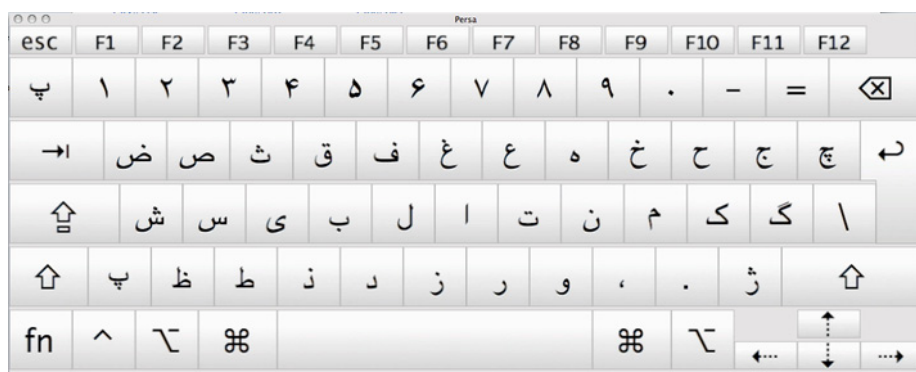 Persa
esc F1 F2 F3 F4 F5 F6 F7 F8 F9 F10 F11 F12
پ ۱ ۲ ۳ ۴ ۵ ۶ ۷ ۸ ۹ ۰ - =
ض ص ث ق ف غ ع ه خ ح ج چ
ش س ی ب ل ا ت ن م ک گ \
پ ظ ط ذ د ز ر و ، . ژ
fn ^ ⌥ ⌘ ⌘ ⌥